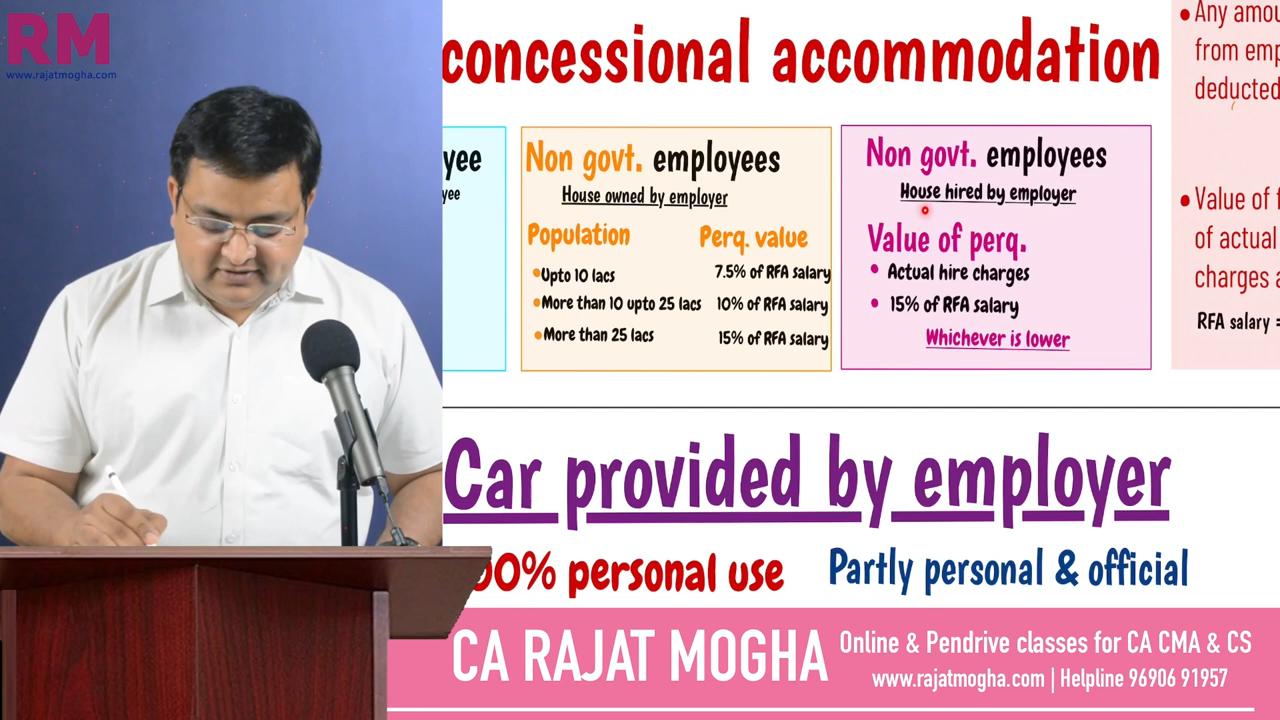 RM
www.rajatmogha.com
concessional accommodation
yee
yee
Non govt. employees
House owned by employer
Population Perq. value
Upto 10 lacs 7.5% of RFA salary
More than 10 upto 25 lacs 10% of RFA salary
More than 25 lacs 15% of RFA salary
Non govt. employees
House hired by employer
Value of perq.
Actual hire charges
15% of RFA salary
Whichever is lower
Any amou
from emp
deducted
Value of f
of actual
charges a
RFA salary =
Car provided by employer
00% personal use
Partly personal & official
CA RAJAT MOGHA
Online & Pendrive classes for CA CMA & CS
www.rajatmogha.com | Helpline 96906 91957